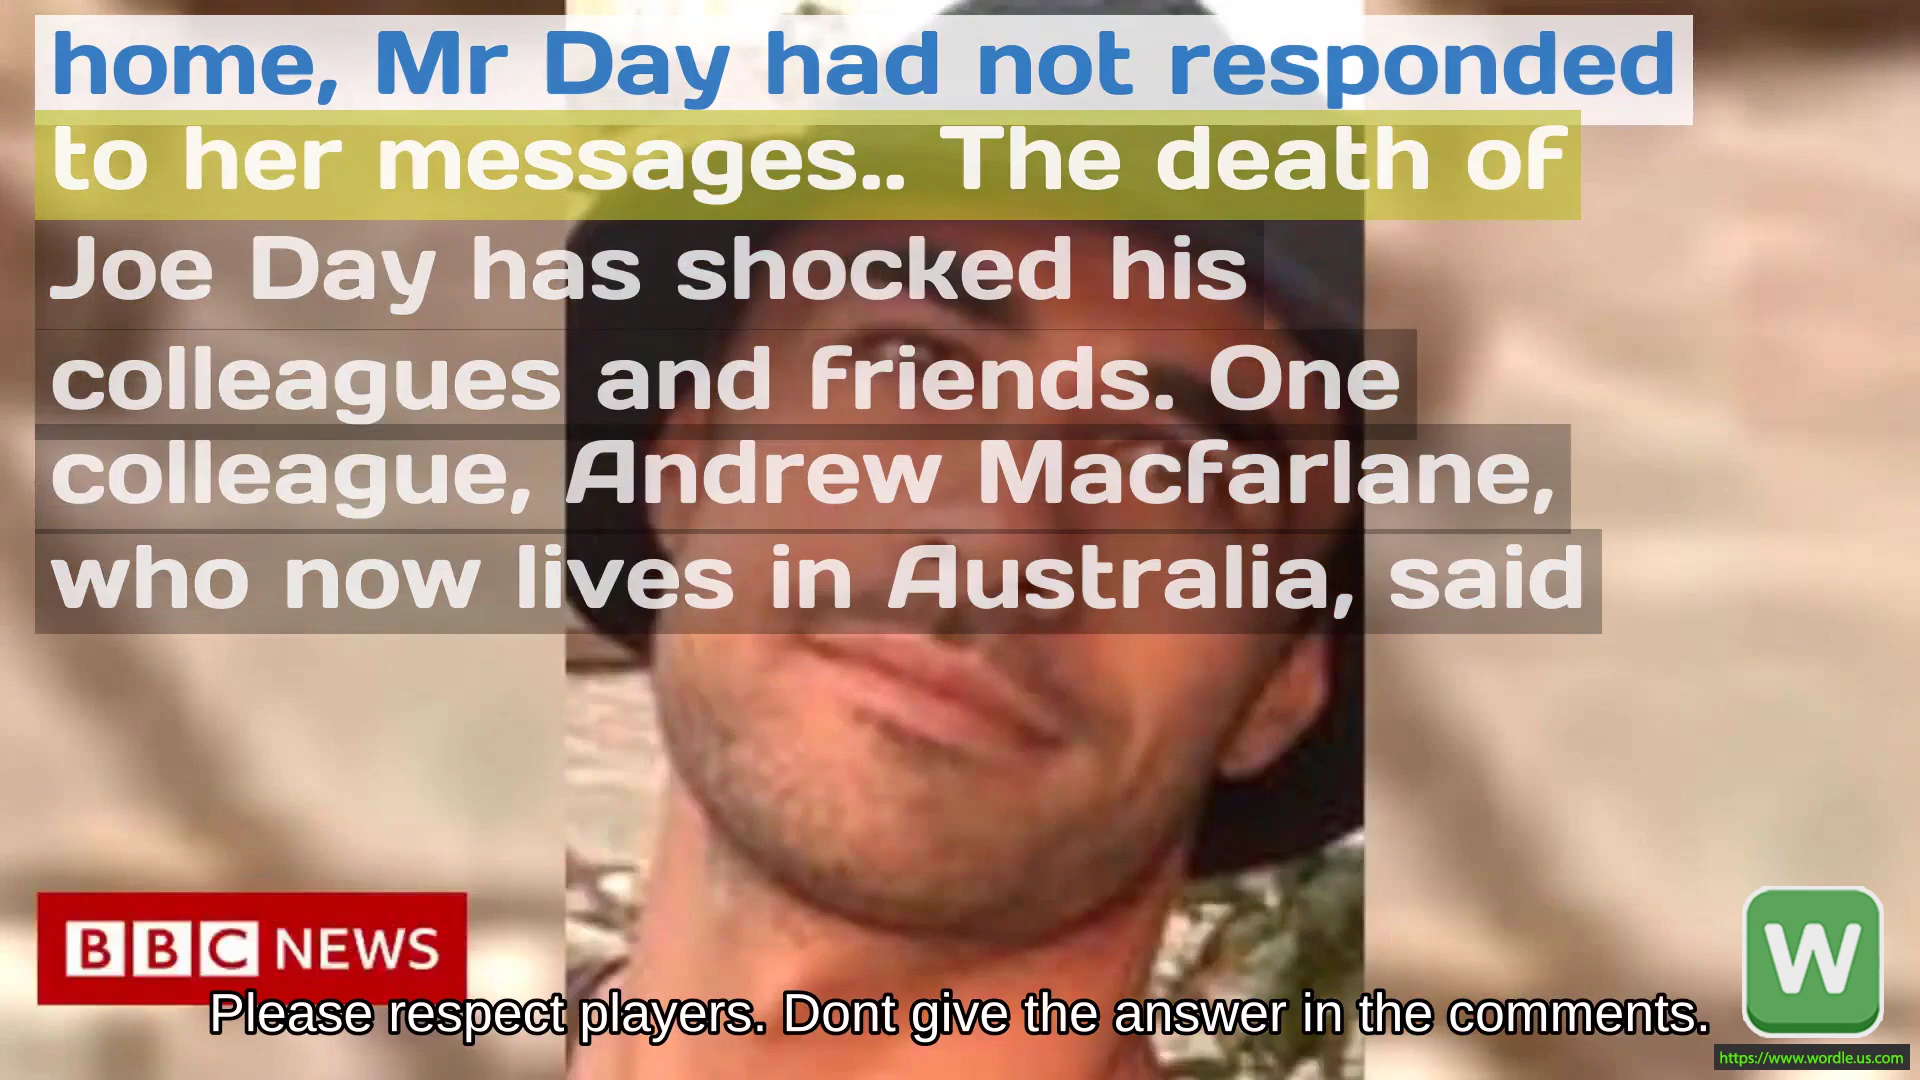 home, Mr Day had not responded
to her messages.. The death of
Joe Day has shocked his
colleagues and friends. One
colleague, Andrew Macfarlane,
who now lives in Australia, said
BBC NEWS
W
Please respect players. Dont give the answer in the comments.
https://www.wordle.us.com